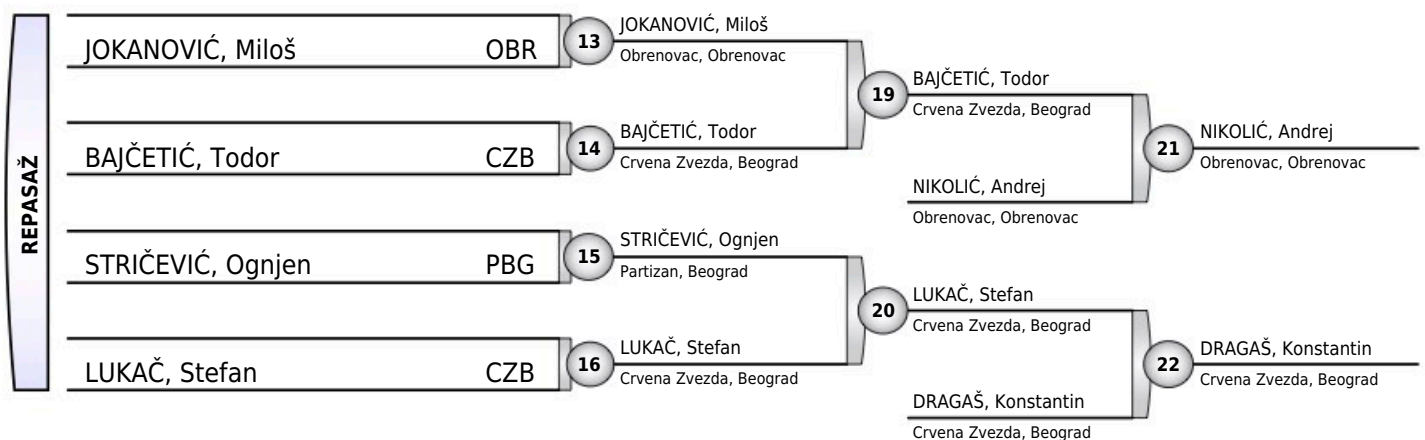 REPASAŽ
JOKANOVIĆ, Miloš OBR
BAJČETIĆ, Todor CZB
STRIČEVIĆ, Ognjen PBG
LUKAČ, Stefan CZB
13
JOKANOVIĆ, Miloš
Obrenovac, Obrenovac
14
BAJČETIĆ, Todor
Crvena Zvezda, Beograd
15
STRIČEVIĆ, Ognjen
Partizan, Beograd
16
LUKAČ, Stefan
Crvena Zvezda, Beograd
19
BAJČETIĆ, Todor
Crvena Zvezda, Beograd
NIKOLIĆ, Andrej
Obrenovac, Obrenovac
20
LUKAČ, Stefan
Crvena Zvezda, Beograd
DRAGAŠ, Konstantin
Crvena Zvezda, Beograd
21
NIKOLIĆ, Andrej
Obrenovac, Obrenovac
22
DRAGAŠ, Konstantin
Crvena Zvezda, Beograd